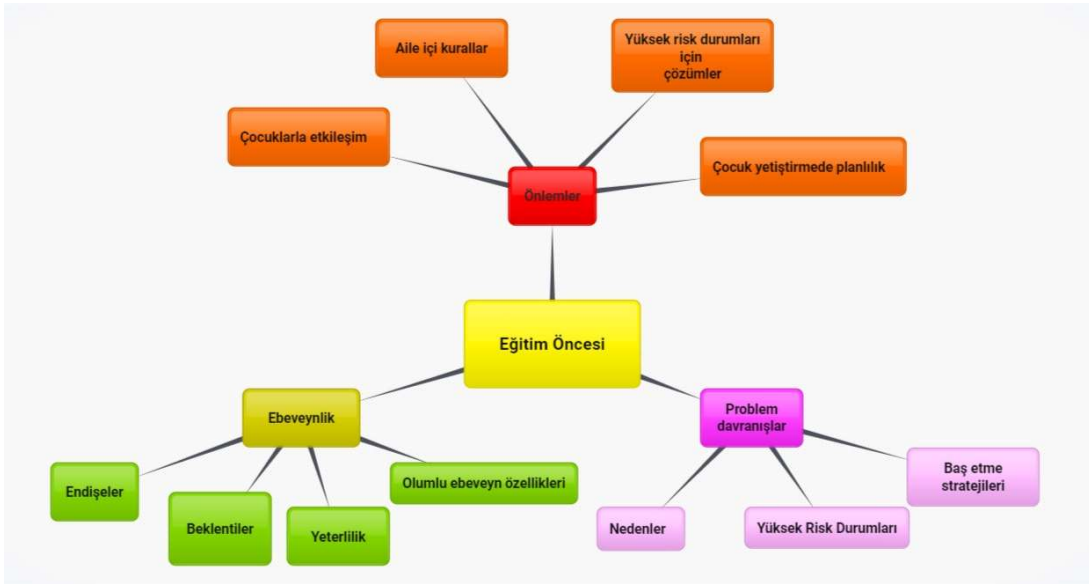 Aile içi kurallar
Yüksek risk durumları
için
çözümler
Çocuklarla etkileşim
Çocuk yetiştirmede planlılık
Önlemler
Eğitim Öncesi
Ebeveynlik
Problem
davranışlar
Endişeler
Beklentiler
Yeterlilik
Olumlu ebeveyn özellikleri
Nedenler
Yüksek Risk Durumları
Baş etme
stratejileri